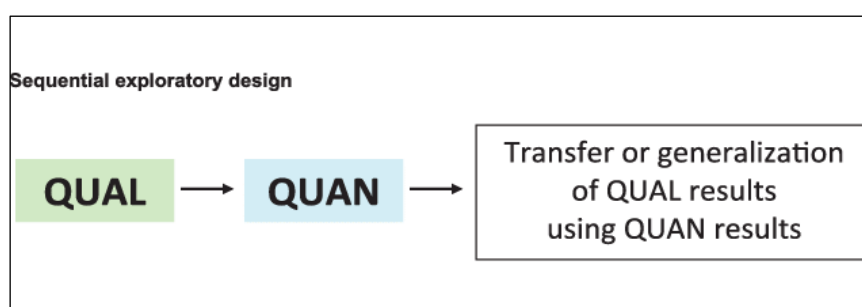 Sequential exploratory design
QUAL
QUAN
Transfer or generalization
of QUAL results
using QUAN results